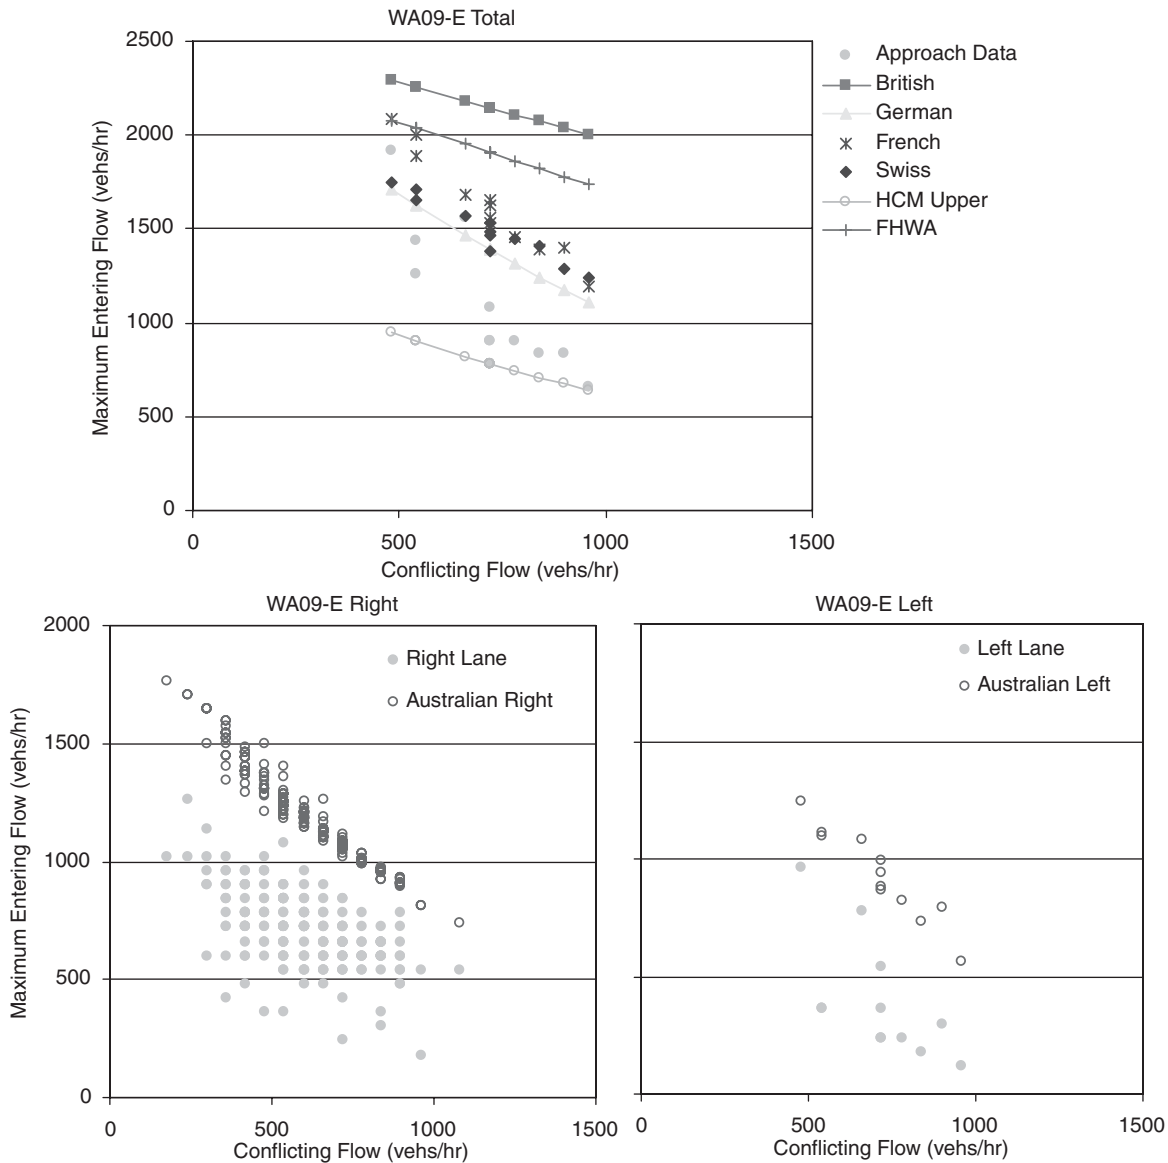 WA09-E Total
2500
2000
1500
1000
500
0
Maximum Entering Flow (vehs/hr)
0 500 1000 1500
Conflicting Flow (vehs/hr)
Approach Data
British
German
French
Swiss
HCM Upper
FHWA
WA09-E Right
2000
1500
1000
500
0
Maximum Entering Flow (vehs/hr)
Right Lane
Australian Right
0 500 1000 1500
Conflicting Flow (vehs/hr)
WA09-E Left
Left Lane
Australian Left
0 500 1000 1500
Conflicting Flow (vehs/hr)